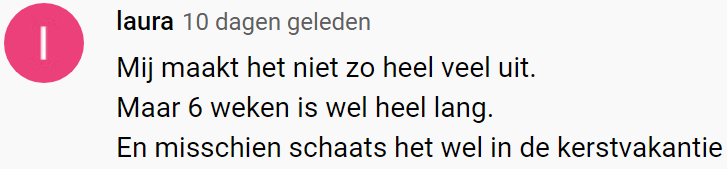 l
laura 10 dagen geleden
Mij maakt het niet zo heel veel uit.
Maar 6 weken is wel heel lang.
En misschien schaats het wel in de kerstvakantie